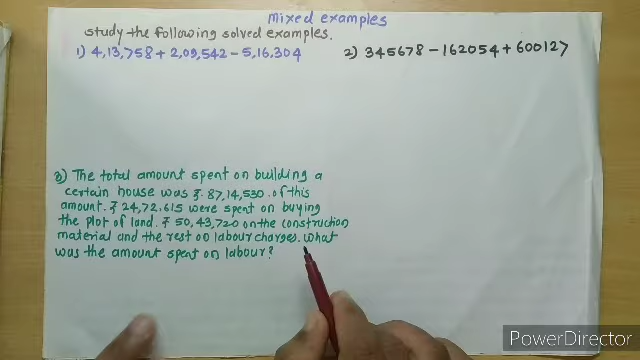 Mixed examples
study the following solved examples.
1) 4,13,758 + 2,09,542 - 5,16,304
2) 345678 - 162054 + 600127
3) The total amount spent on building a
certain house was ₹. 87,14,530. of this
amount. ₹ 24,72.615 were spent on buying
the plot of land. ₹ 50,43,720 on the construction
material and the rest on labour charges. What
was the amount spent on labour?
PowerDirector